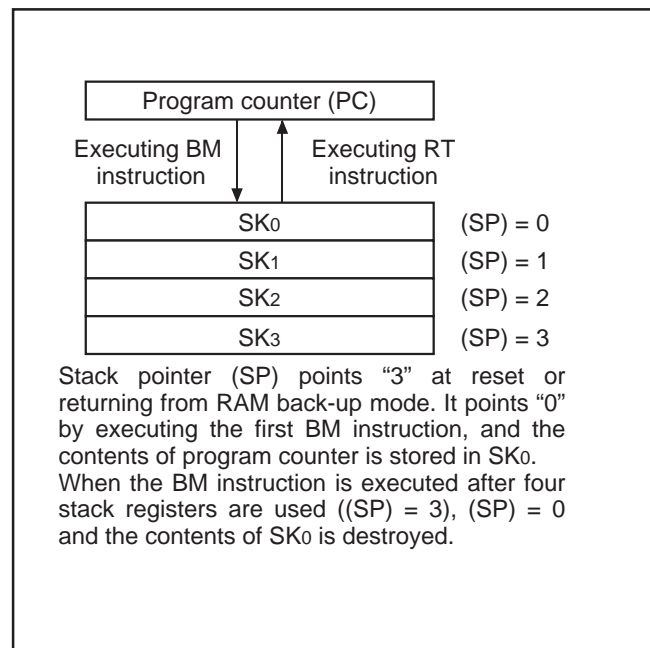 Program counter (PC)
Executing BM instruction
Executing RT instruction
SK0 (SP) = 0
SK1 (SP) = 1
SK2 (SP) = 2
SK3 (SP) = 3
Stack pointer (SP) points “3” at reset or
returning from RAM back-up mode. It points “0”
by executing the first BM instruction, and the
contents of program counter is stored in SK0.
When the BM instruction is executed after four
stack registers are used ((SP) = 3), (SP) = 0
and the contents of SK0 is destroyed.